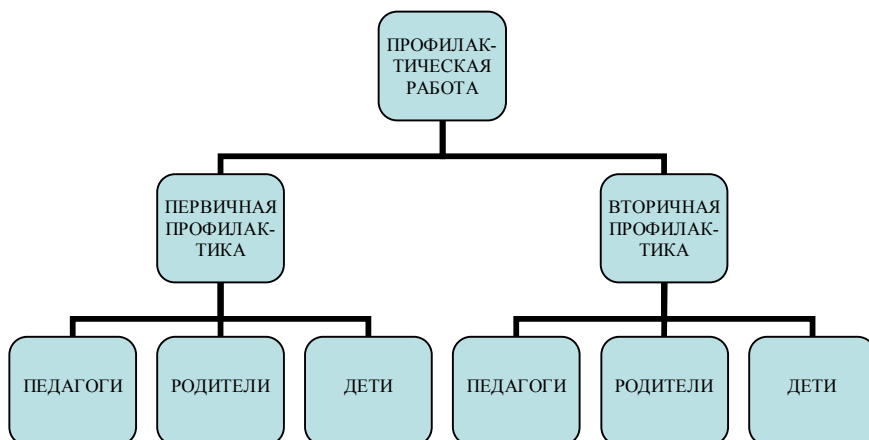 ПРОФИЛАК-
ТИЧЕСКАЯ
РАБОТА
ПЕРВИЧНАЯ
ПРОФИЛАК-
ТИКА
ВТОРИЧНАЯ
ПРОФИЛАК-
ТИКА
ПЕДАГОГИ
РОДИТЕЛИ
ДЕТИ
ПЕДАГОГИ
РОДИТЕЛИ
ДЕТИ